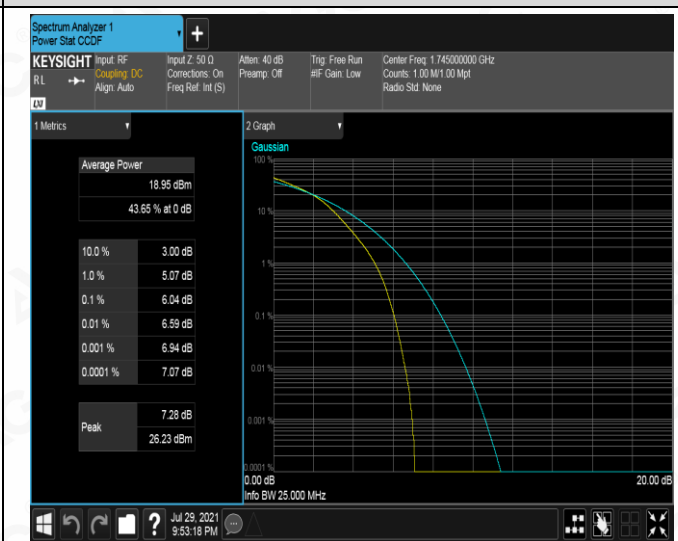 Spectrum Analyzer 1
Power Stat CCDF
KEYSIGHT
RL
LXI
Input: RF
Coupling: DC
Align: Auto
Input Z: 50 Ω
Corrections: On
Freq Ref: Int (S)
Atten: 40 dB
Preamp: Off
Trig: Free Run
#IF Gain: Low
Center Freq: 1.745000000 GHz
Counts: 1.00 M/1.00 Mpt
Radio Std: None
1 Metrics
Average Power
18.95 dBm
43.65 % at 0 dB
10.0 % 3.00 dB
1.0 % 5.07 dB
0.1 % 6.04 dB
0.01 % 6.59 dB
0.001 % 6.94 dB
0.0001 % 7.07 dB
Peak
7.28 dB
26.23 dBm
2 Graph
Gaussian
100 %
10 %
1 %
0.1 %
0.01 %
0.001 %
0.0001 %
0.00 dB 20.00 dB
Info BW 25.000 MHz
? Jul 29, 2021
9:53:18 PM